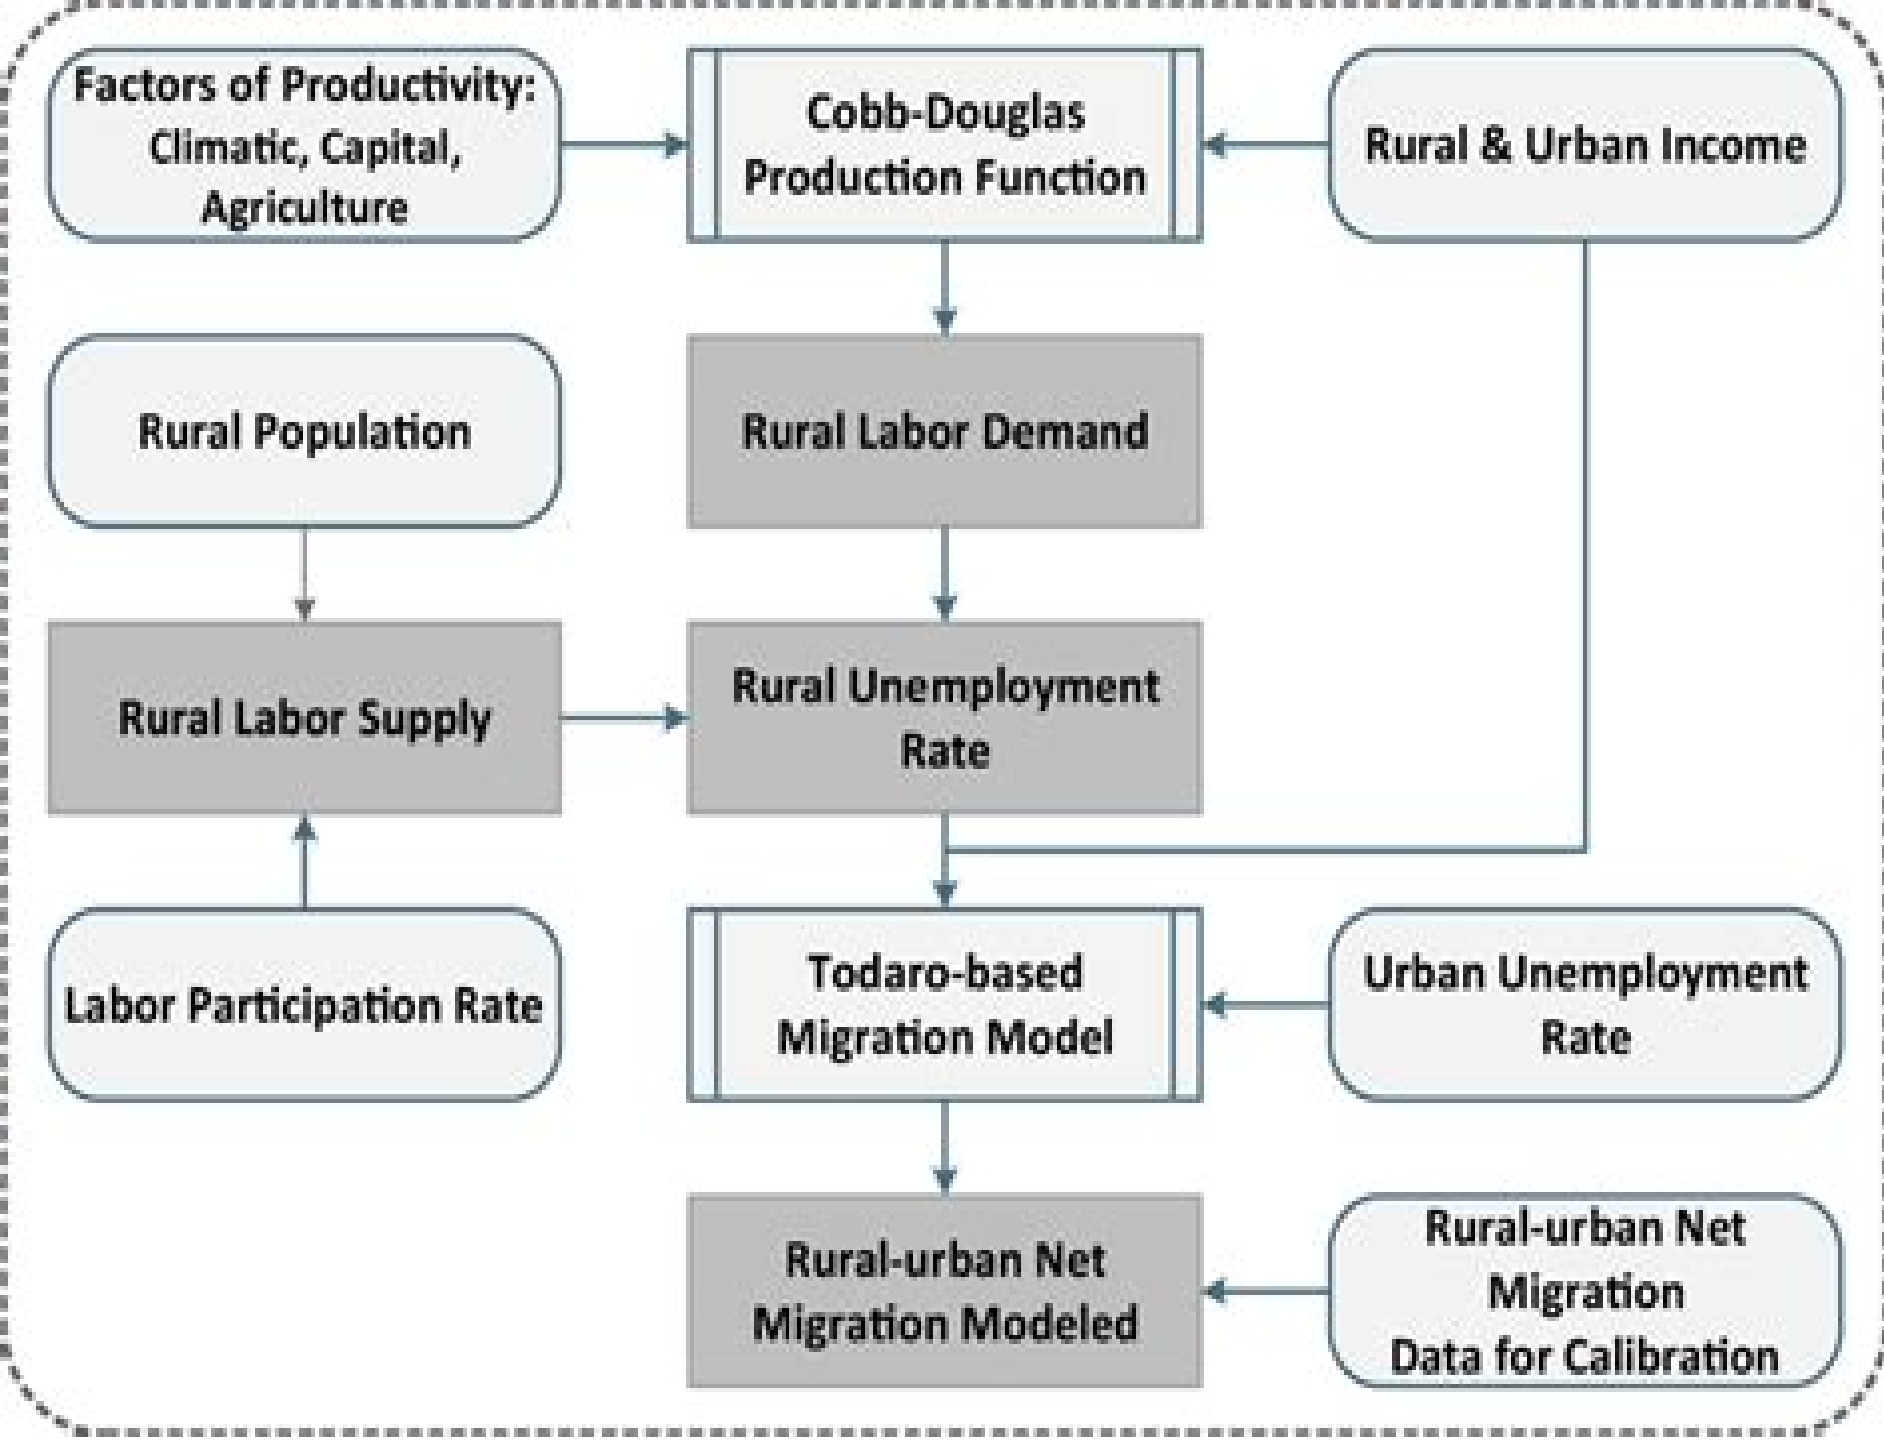 Factors of Productivity:
Climatic, Capital,
Agriculture
Cobb-Douglas
Production Function
Rural & Urban Income
Rural Population
Rural Labor Demand
Rural Labor Supply
Rural Unemployment
Rate
Labor Participation Rate
Todaro-based
Migration Model
Urban Unemployment
Rate
Rural-urban Net
Migration Modeled
Rural-urban Net
Migration
Data for Calibration